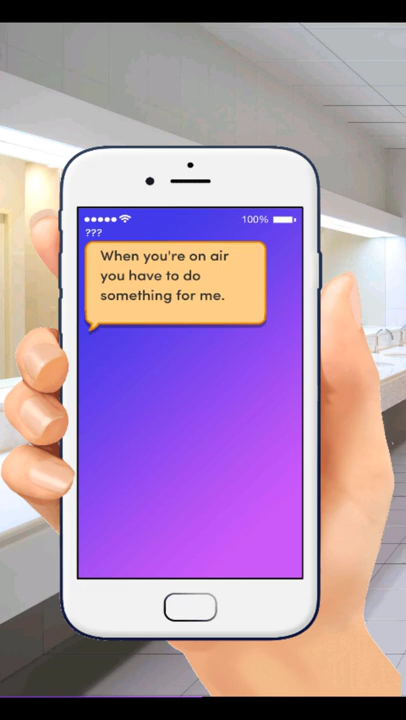 100%
???
When you're on air
you have to do
something for me.